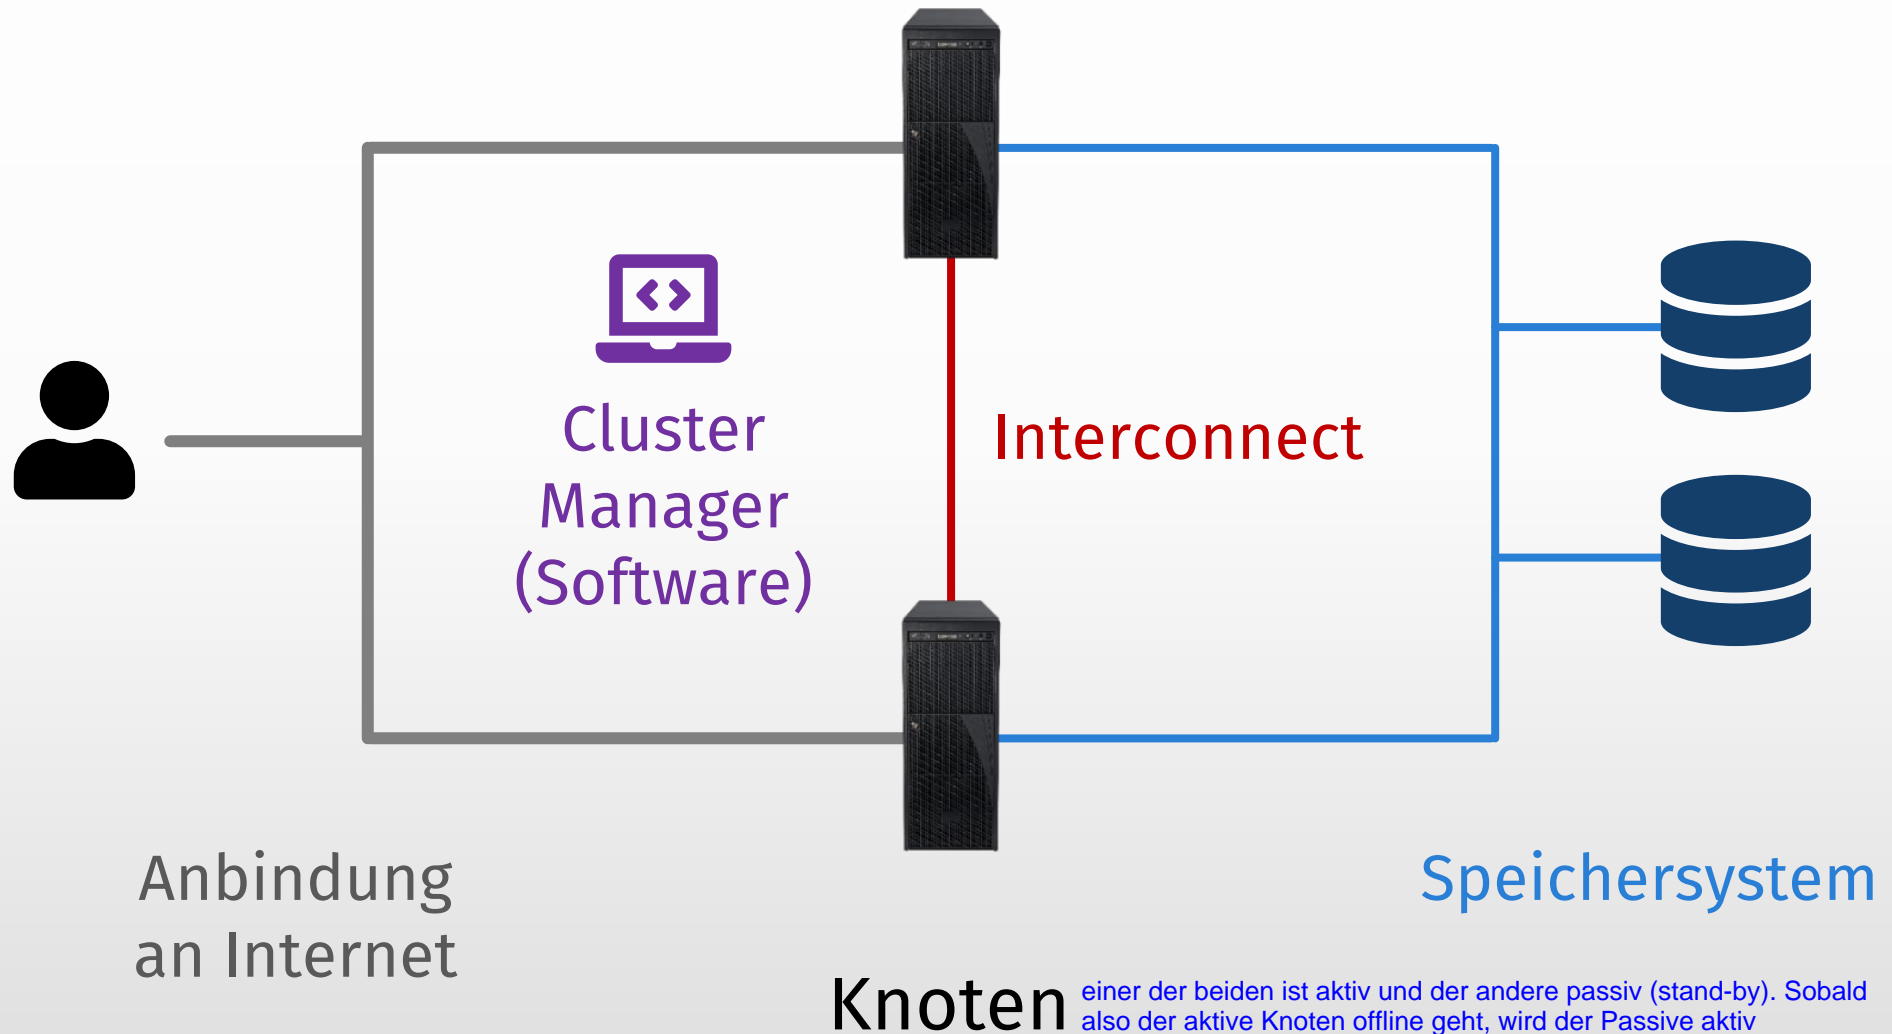 Cluster
Manager
(Software)
Interconnect
Anbindung
an Internet
Speichersystem
Knoten
einer der beiden ist aktiv und der andere passiv (stand-by). Sobald
also der aktive Knoten offline geht, wird der Passive aktiv